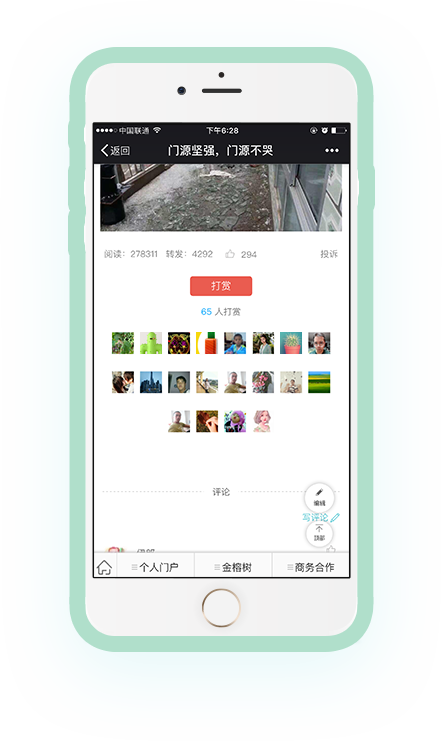 中国联通 下午6:28
返回 门源坚强，门源不哭
阅读：278311 转发：4292 294 投诉
打赏
65 人打赏
评论
编辑
写评论
顶部
个人门户 金榕树 商务合作